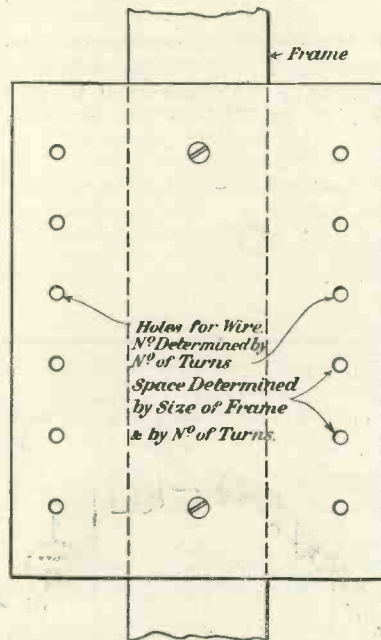 Frame
Holes for Wire.
Nº Determined by
Nº of Turns
Space Determined
by Size of Frame
& by Nº of Turns.